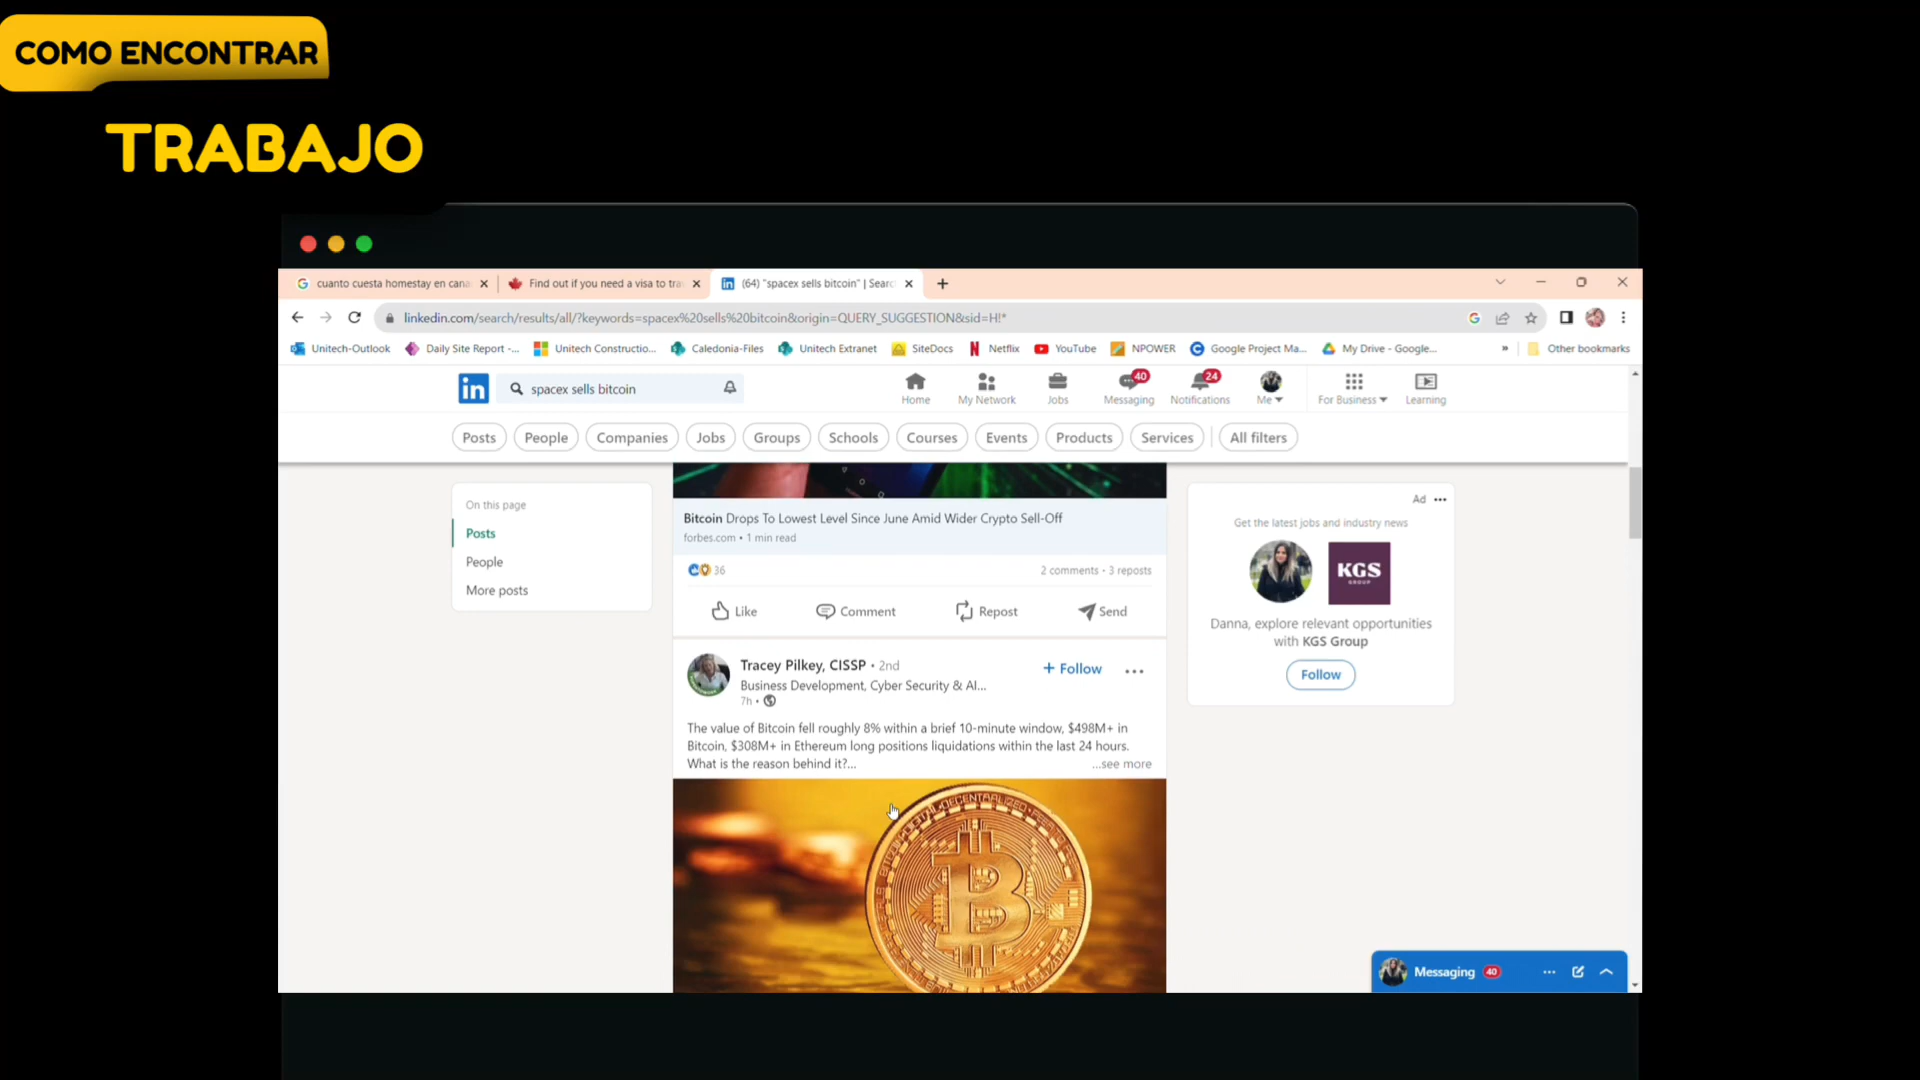 COMO ENCONTRAR
TRABAJO
cuanto cuesta homestay en cana
Find out if you need a visa to tra
(64) "spacex sells bitcoin" | Searc
linkedin.com/search/results/all/?keywords=spacex%20sells%20bitcoin&origin=QUERY_SUGGESTION&sid=H!*
Unitech-Outlook
Daily Site Report -...
Unitech Constructio...
Caledonia-Files
Unitech Extranet
SiteDocs
Netflix
YouTube
NPOWER
Google Project Ma...
My Drive - Google...
»
Other bookmarks
in
spacex sells bitcoin
Home
My Network
Jobs
40
Messaging
24
Notifications
Me
For Business
Learning
Posts
People
Companies
Jobs
Groups
Schools
Courses
Events
Products
Services
All filters
On this page
Posts
People
More posts
Bitcoin Drops To Lowest Level Since June Amid Wider Crypto Sell-Off
forbes.com • 1 min read
36
2 comments • 3 reposts
Like
Comment
Repost
Send
Tracey Pilkey, CISSP • 2nd
Business Development, Cyber Security & AI...
7h •
+ Follow
The value of Bitcoin fell roughly 8% within a brief 10-minute window, $498M+ in
Bitcoin, $308M+ in Ethereum long positions liquidations within the last 24 hours.
What is the reason behind it?...
...see more
DECENTRALIZED
Ad
Get the latest jobs and industry news
KGS
GROUP
Danna, explore relevant opportunities
with KGS Group
Follow
Messaging 40